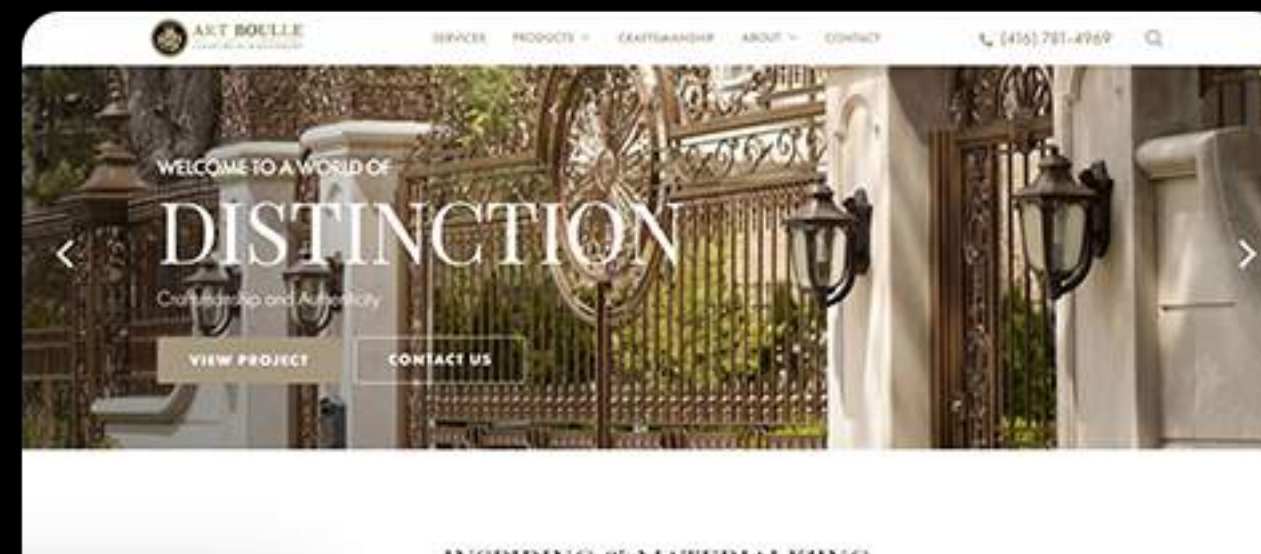 ART BOULLE
SERVICES PRODUCTS CRAFTSMANSHIP ABOUT CONTACT
(416) 781-4969
WELCOME TO A WORLD OF
DISTINCTION
Craftsmanship and Authenticity
VIEW PROJECT
CONTACT US